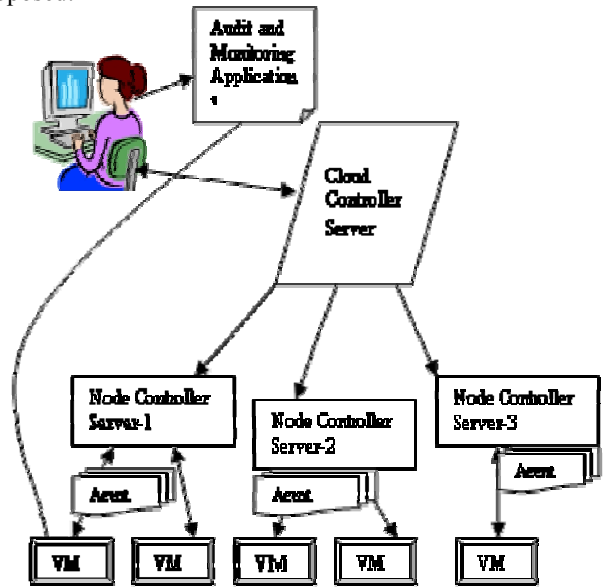 posed.
Audit and
Monitoring
Application
s
Cloud
Controller
Server
Node Controller
Server-1
Node Controller
Server-2
Node Controller
Server-3
Agent
Agent
Agent
VM
VM
VM
VM
VM